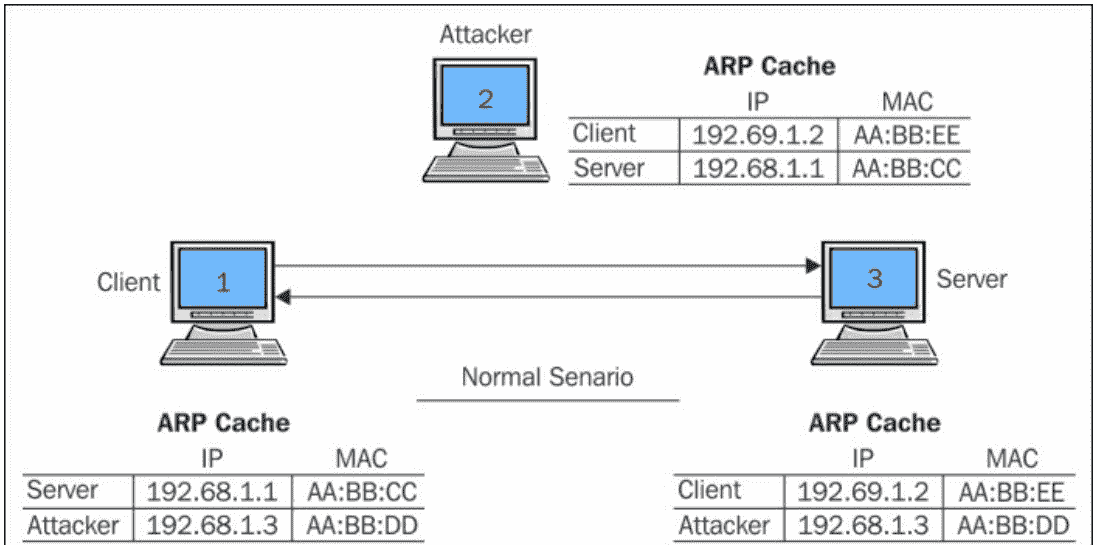 Attacker
2
ARP Cache
IP MAC
Client 192.69.1.2 AA:BB:EE
Server 192.68.1.1 AA:BB:CC
Client 1 3 Server
Normal Senario
ARP Cache
IP MAC
Server 192.68.1.1 AA:BB:CC
Attacker 192.68.1.3 AA:BB:DD
ARP Cache
IP MAC
Client 192.69.1.2 AA:BB:EE
Attacker 192.68.1.3 AA:BB:DD